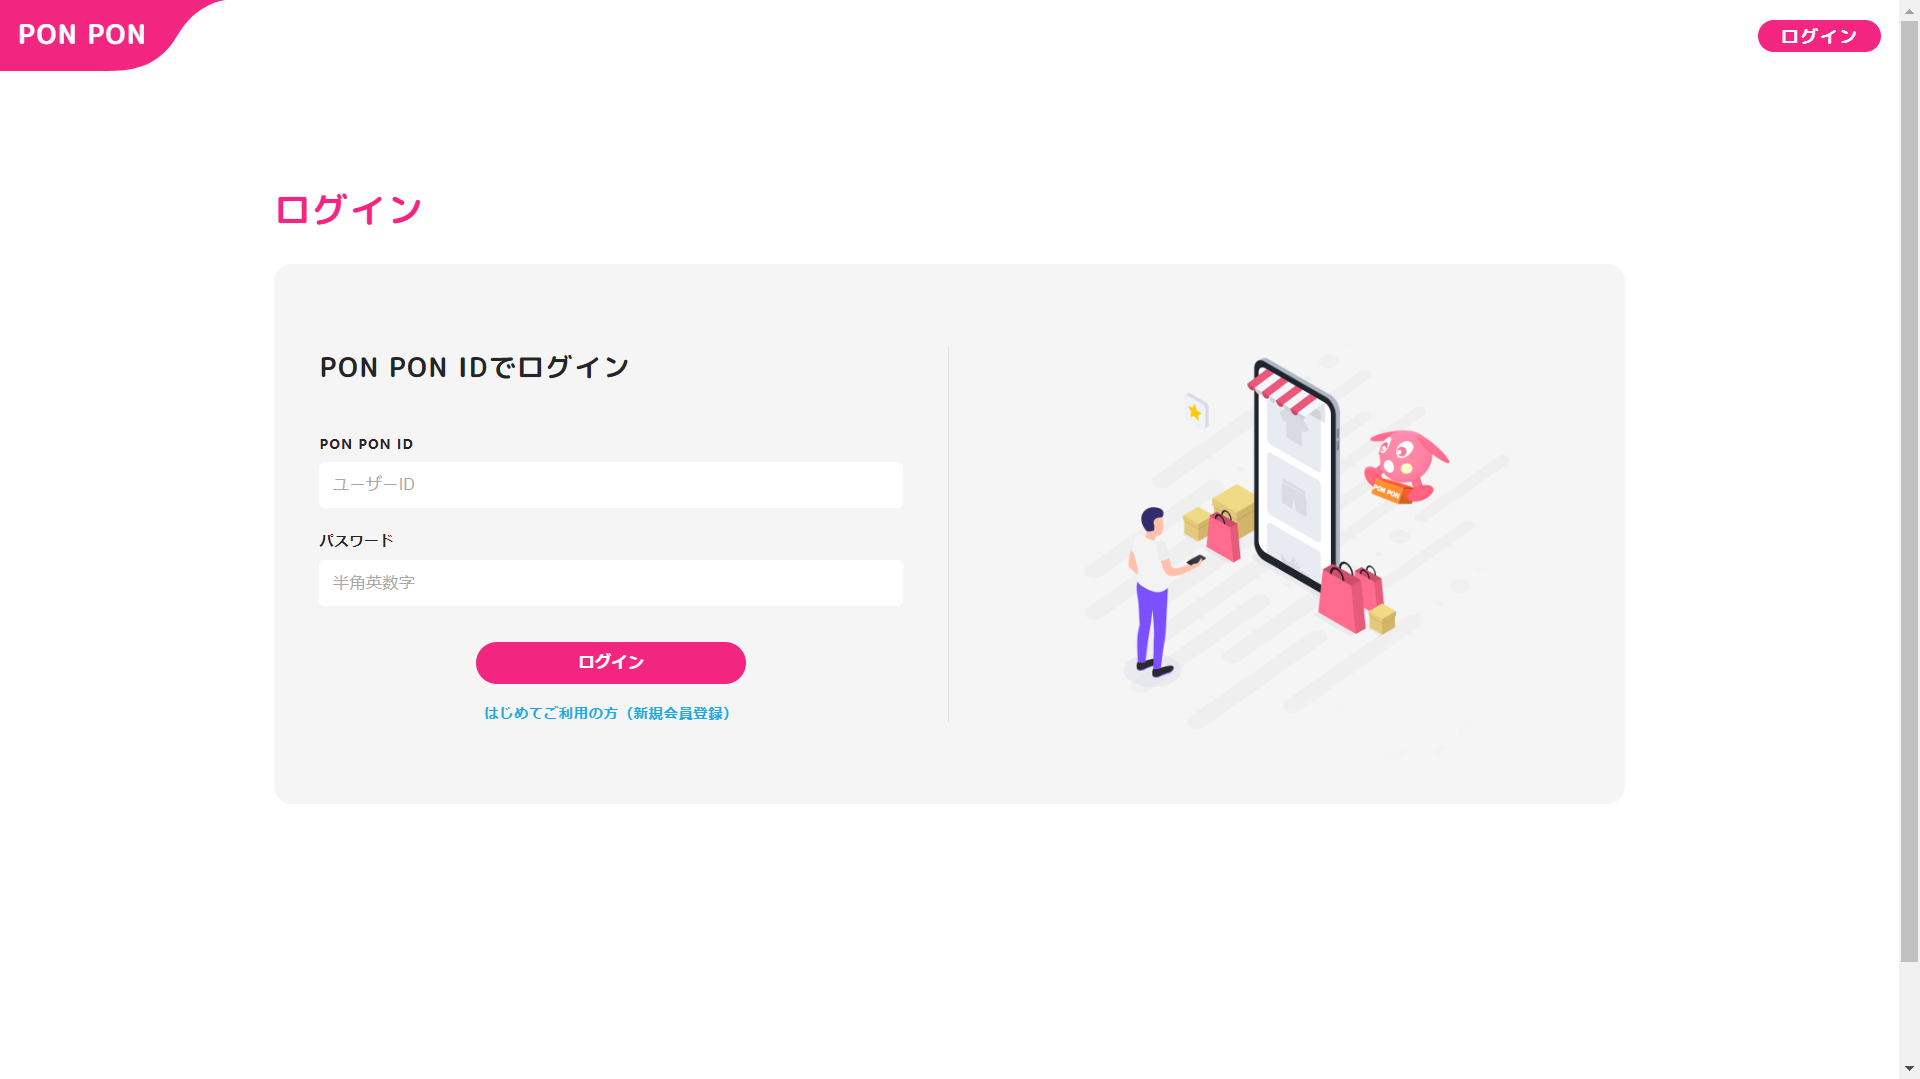 PON PON
ログイン
ログイン
PON PON IDでログイン
PON PON ID
ユーザーID
パスワード
半角英数字
ログイン
はじめてご利用の方（新規会員登録）
PON PON